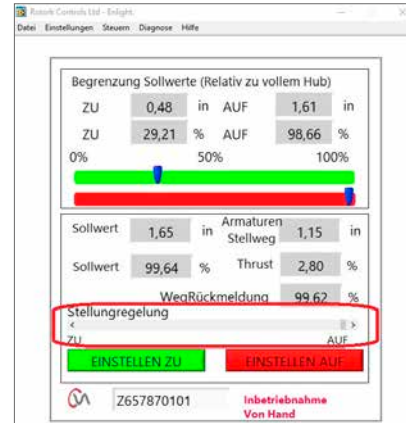 Rotork Controls Ltd - Enlight.
Datei Einstellungen Steuern Diagnose Hilfe
Begrenzung Sollwerte (Relativ zu vollem Hub)
ZU 0,48 in AUF 1,61 in
ZU 29,21 % AUF 98,66 %
0% 50% 100%
Sollwert 1,65 in Armaturen Stellweg 1,15 in
Sollwert 99,64 % Thrust 2,80 %
WegRückmeldung 99,62 %
Stellungregelung
< >
ZU AUF
EINSTELLEN ZU EINSTELLEN AUF
Z657870101 Inbetriebnahme
Von Hand